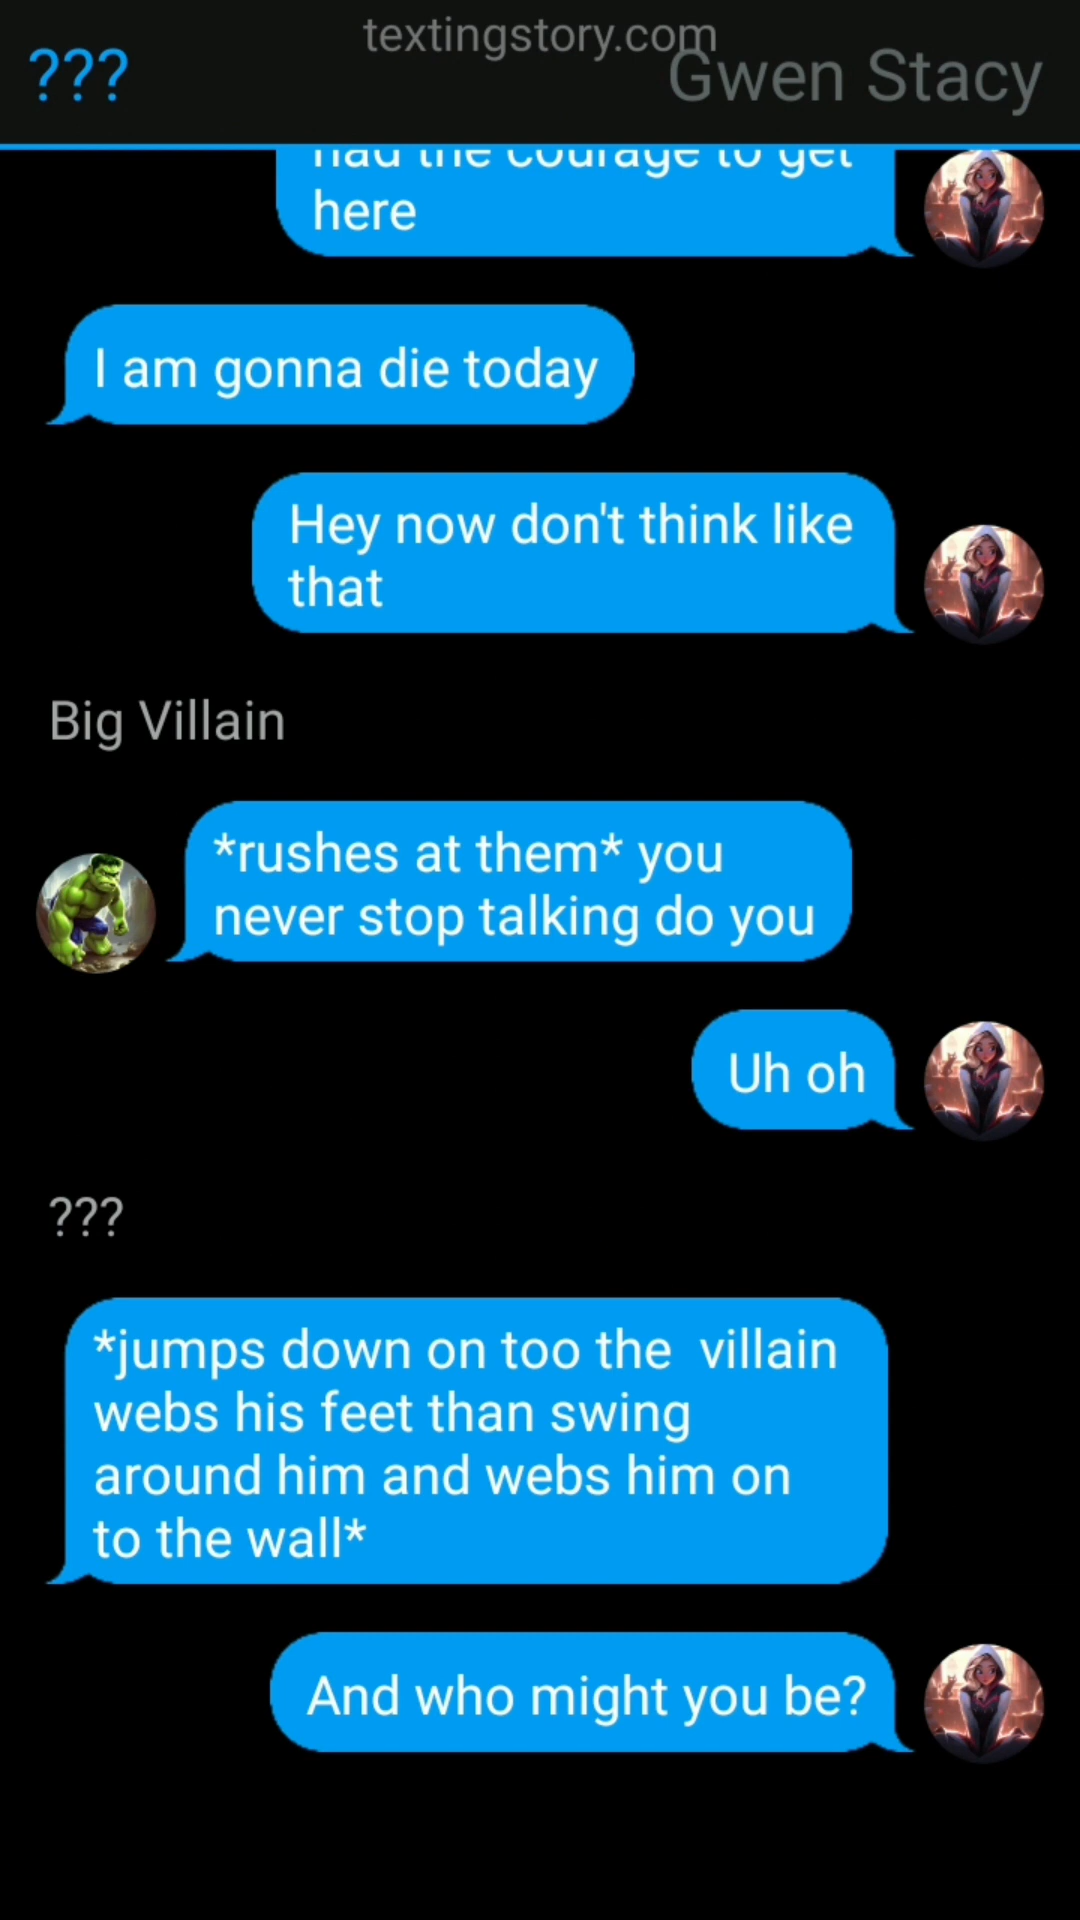 textingstory.com
??? Gwen Stacy
had the courage to get
here
I am gonna die today
Hey now don't think like
that
Big Villain
*rushes at them* you
never stop talking do you
Uh oh
???
*jumps down on too the  villain
webs his feet than swing
around him and webs him on
to the wall*
And who might you be?